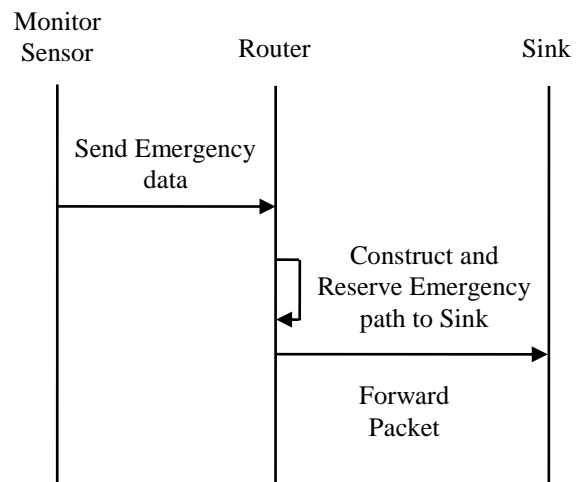 Monitor
Sensor
Router
Sink
Send Emergency
data
Construct and
Reserve Emergency
path to Sink
Forward
Packet